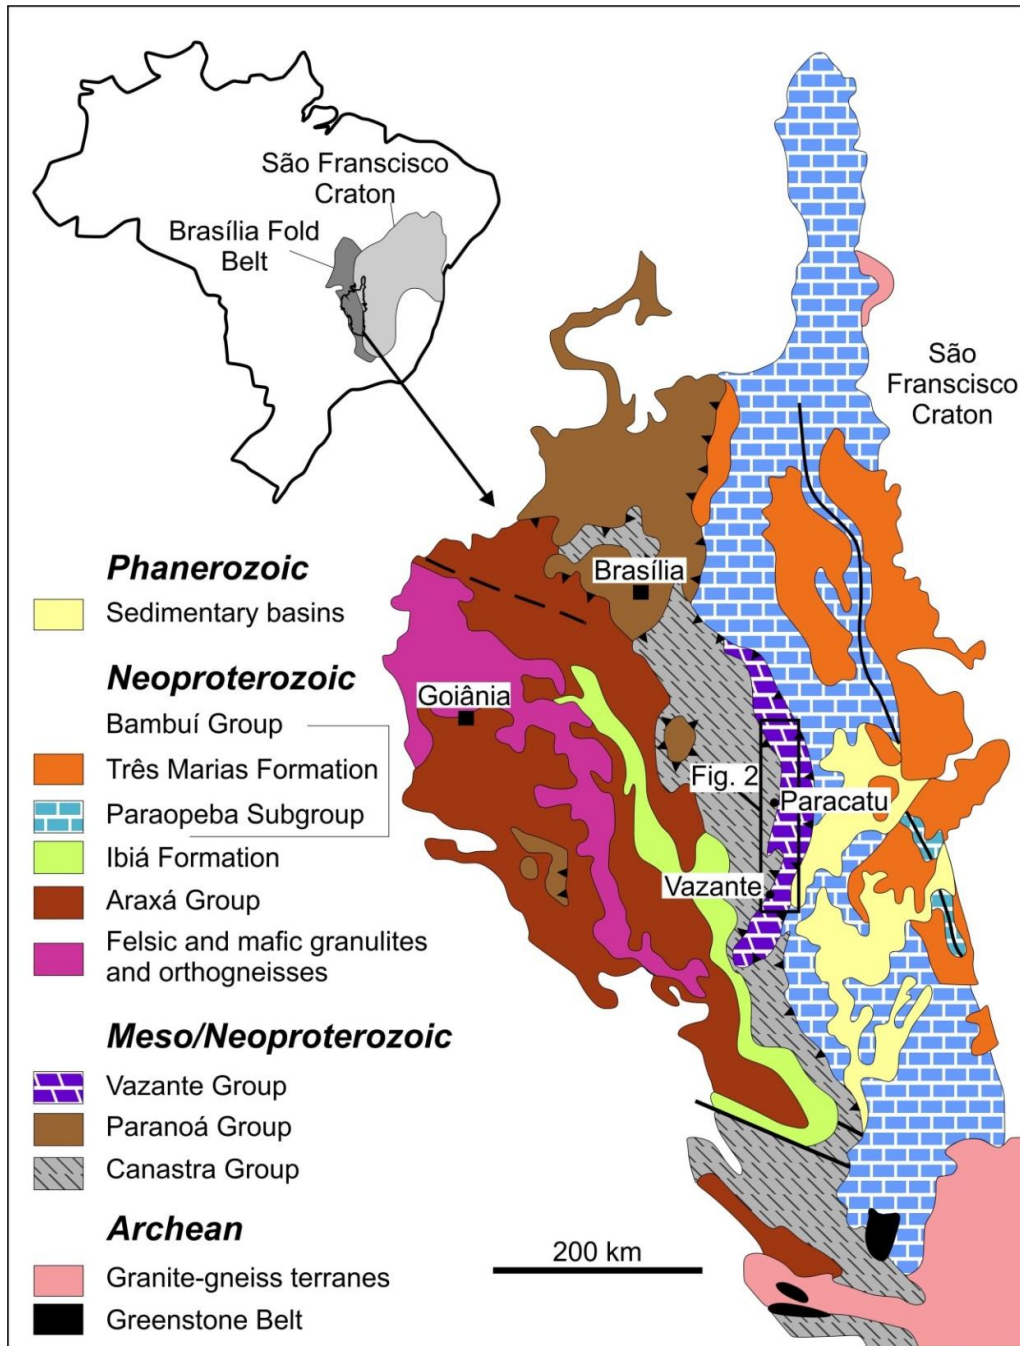 São Franscisco
Craton
Brasília Fold
Belt
São
Franscisco
Craton
Brasília
Goiânia
Fig. 2
Paracatu
Vazante
Phanerozoic
Sedimentary basins
Neoproterozoic
Bambuí Group
Três Marias Formation
Paraopeba Subgroup
Ibiá Formation
Araxá Group
Felsic and mafic granulites
and orthogneisses
Meso/Neoproterozoic
Vazante Group
Paranoá Group
Canastra Group
Archean
Granite-gneiss terranes
Greenstone Belt
200 km